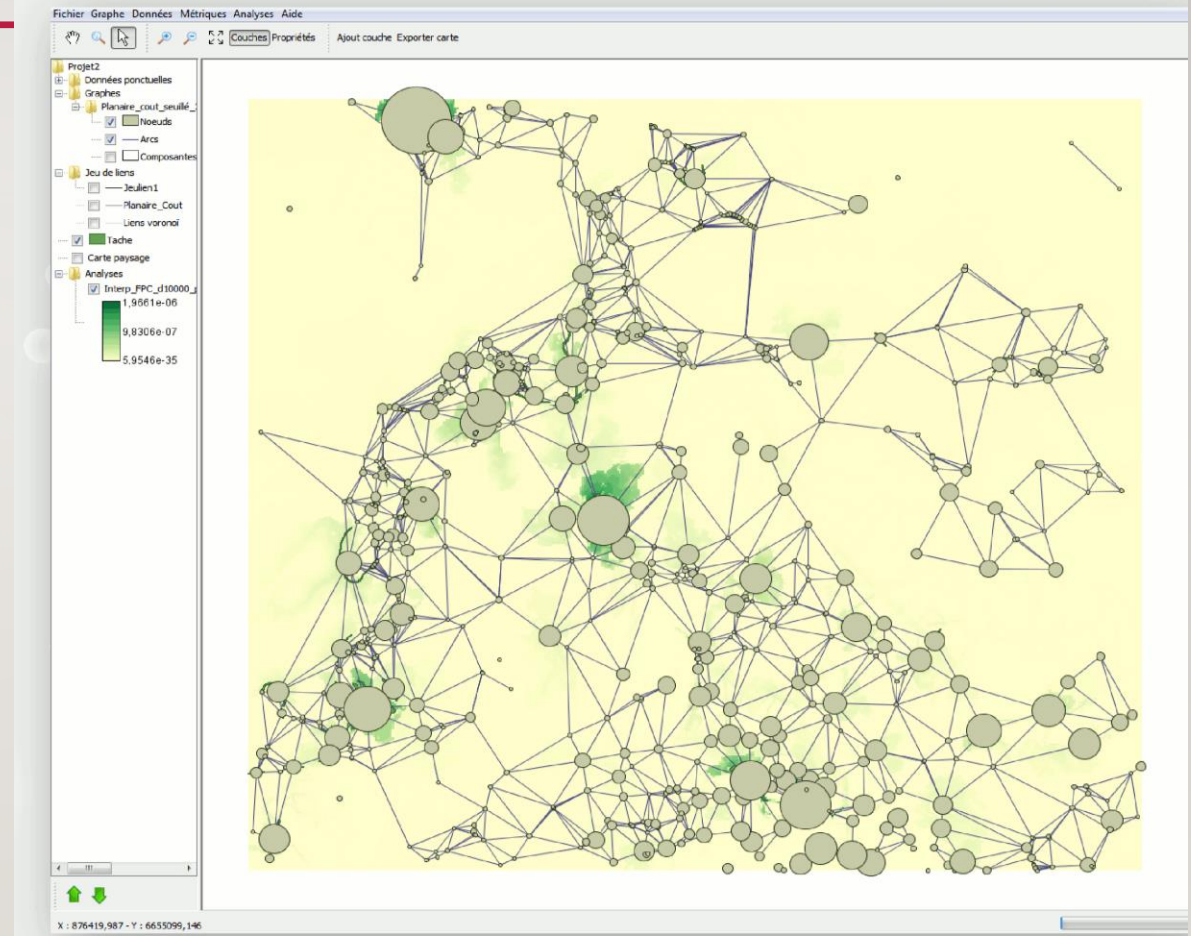 Fichier Graphe Données Métriques Analyses Aide
Couches Propriétés Ajout couche Exporter carte
Projet2
Données ponctuelles
Graphes
Planaire_cout_seuillé_
Noeuds
Arcs
Composantes
Jeu de liens
Jeulien1
Planaire_Cout
Liens voronoï
Tache
Carte paysage
Analyses
Interp_FPC_d10000_
1,9661e-06
9,8306e-07
5,9546e-35
X : 876419,987 - Y : 6655099,146